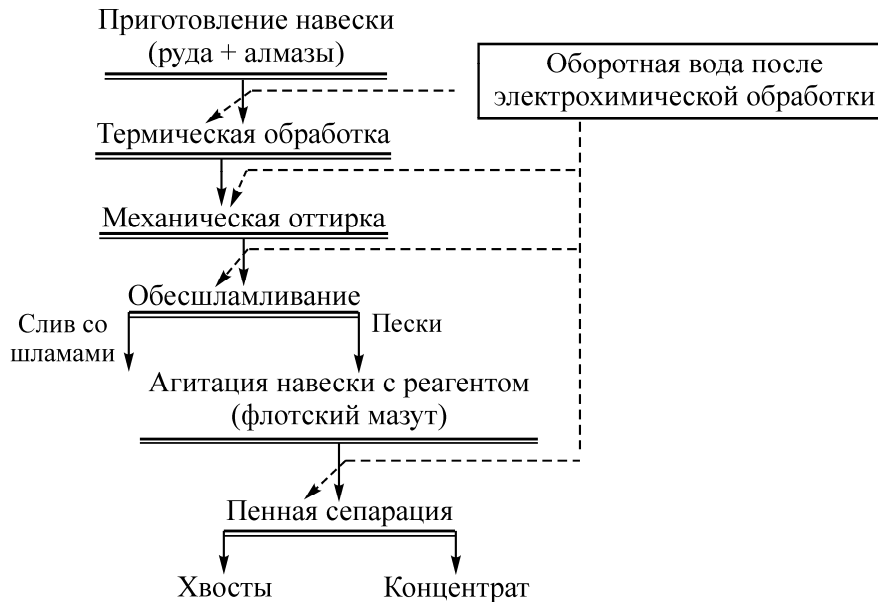 Приготовление навески
(руда + алмазы)
Оборотная вода после
электрохимической обработки
Термическая обработка
Механическая оттирка
Обесшламливание
Слив со
шламами
Пески
Агитация навески с реагентом
(флотский мазут)
Пенная сепарация
Хвосты
Концентрат